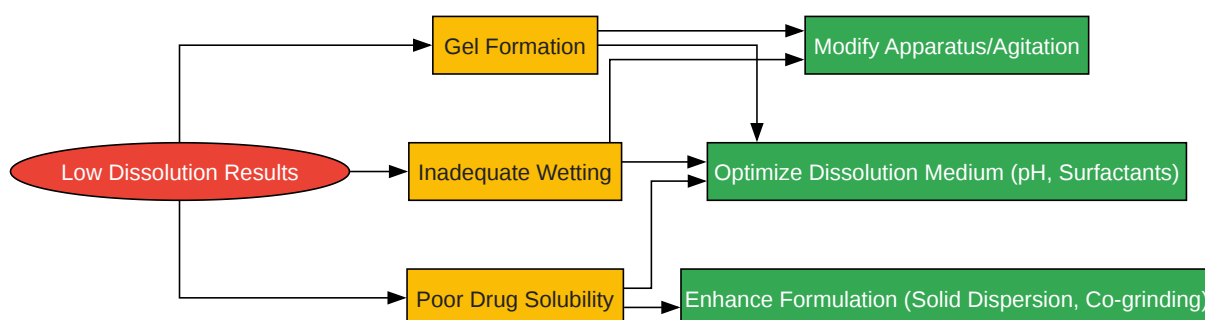 Gel Formation
Modify Apparatus/Agitation
Low Dissolution Results
Inadequate Wetting
Optimize Dissolution Medium (pH, Surfactants)
Poor Drug Solubility
Enhance Formulation (Solid Dispersion, Co-grinding)